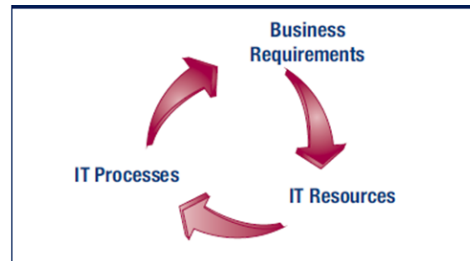 Business
Requirements
IT Processes
IT Resources